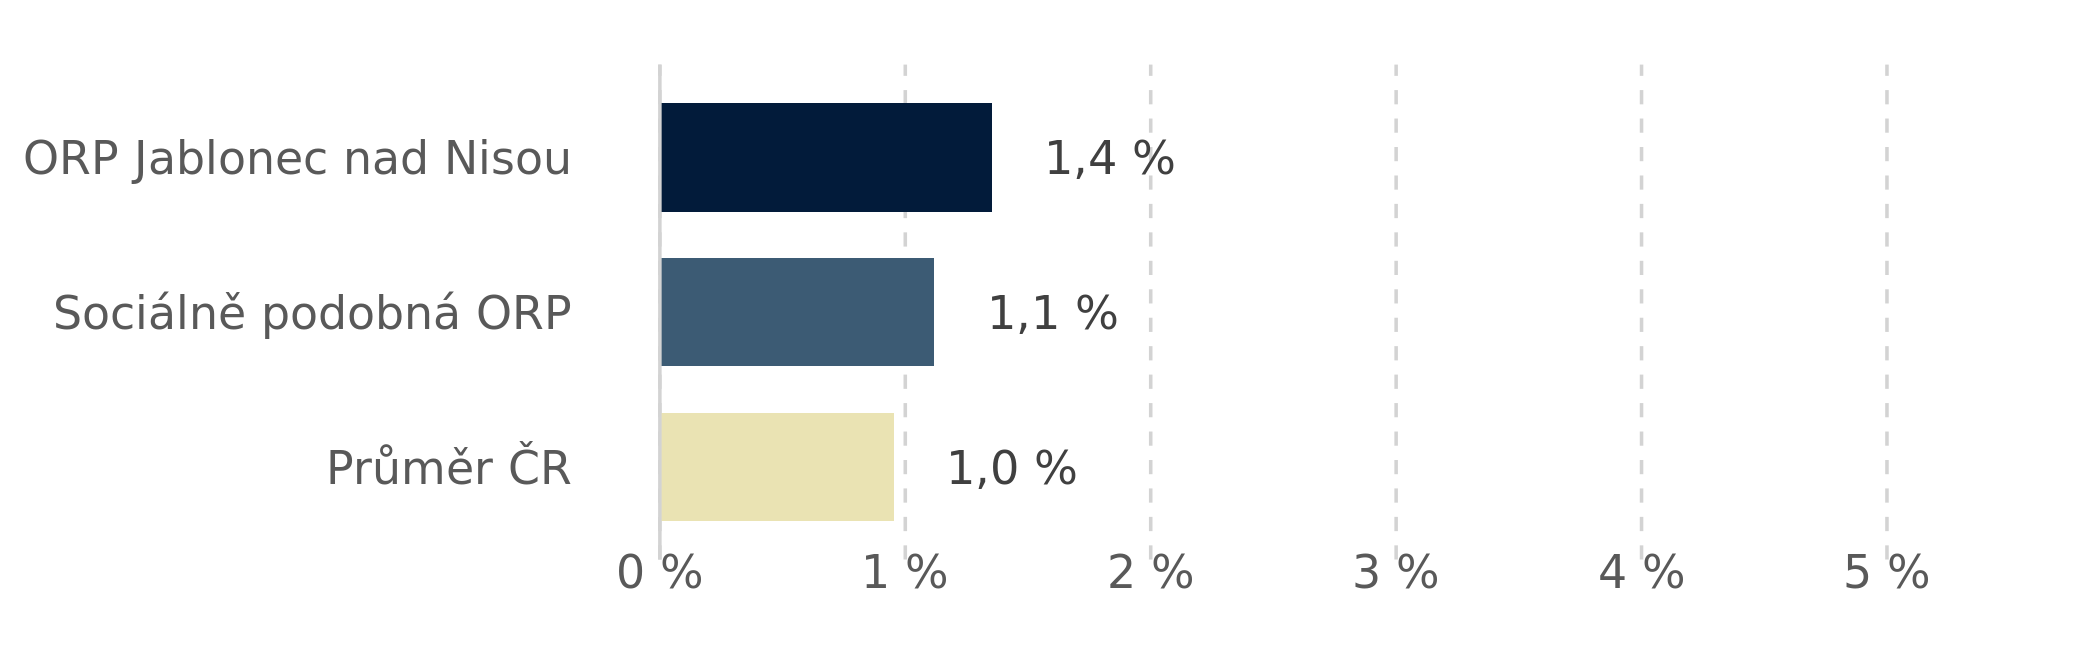 ORP Jablonec nad Nisou 1,4 %
Sociálně podobná ORP 1,1 %
Průměr ČR 1,0 %
0 % 1 % 2 % 3 % 4 % 5 %